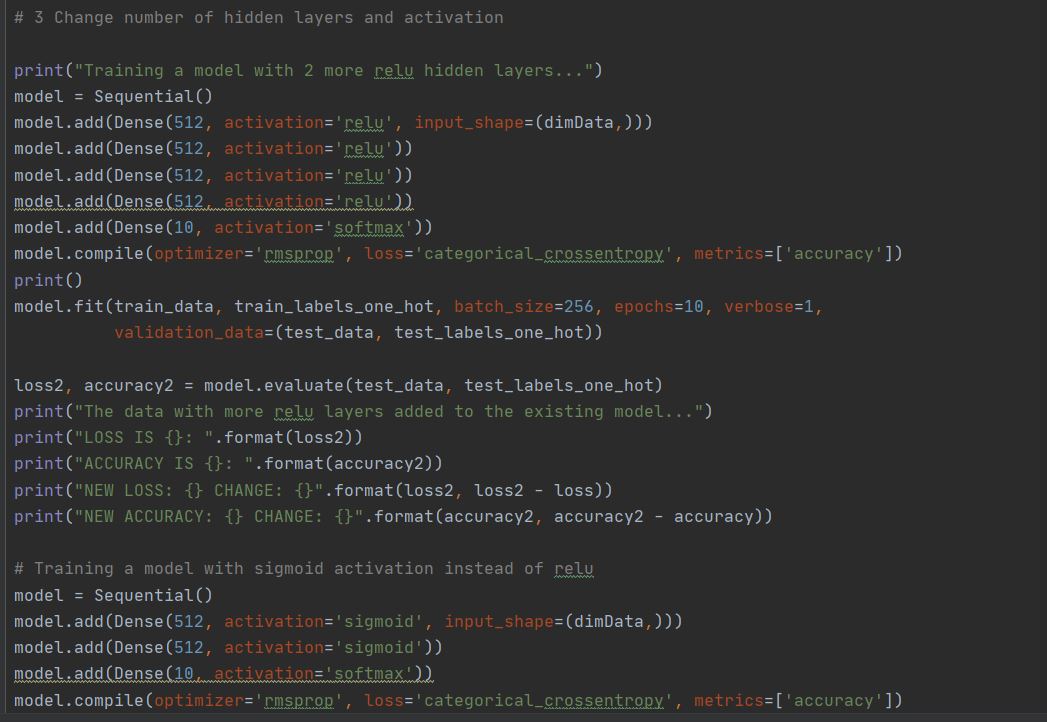 # 3 Change number of hidden layers and activation
print("Training a model with 2 more relu hidden layers...")
model = Sequential()
model.add(Dense(512, activation='relu', input_shape=(dimData,)))
model.add(Dense(512, activation='relu'))
model.add(Dense(512, activation='relu'))
model.add(Dense(512, activation='relu'))
model.add(Dense(10, activation='softmax'))
model.compile(optimizer='rmsprop', loss='categorical_crossentropy', metrics=['accuracy'])
print()
model.fit(train_data, train_labels_one_hot, batch_size=256, epochs=10, verbose=1,
validation_data=(test_data, test_labels_one_hot))
loss2, accuracy2 = model.evaluate(test_data, test_labels_one_hot)
print("The data with more relu layers added to the existing model...")
print("LOSS IS {}: ".format(loss2))
print("ACCURACY IS {}: ".format(accuracy2))
print("NEW LOSS: {} CHANGE: {}".format(loss2, loss2 - loss))
print("NEW ACCURACY: {} CHANGE: {}".format(accuracy2, accuracy2 - accuracy))
# Training a model with sigmoid activation instead of relu
model = Sequential()
model.add(Dense(512, activation='sigmoid', input_shape=(dimData,)))
model.add(Dense(512, activation='sigmoid'))
model.add(Dense(10, activation='softmax'))
model.compile(optimizer='rmsprop', loss='categorical_crossentropy', metrics=['accuracy'])